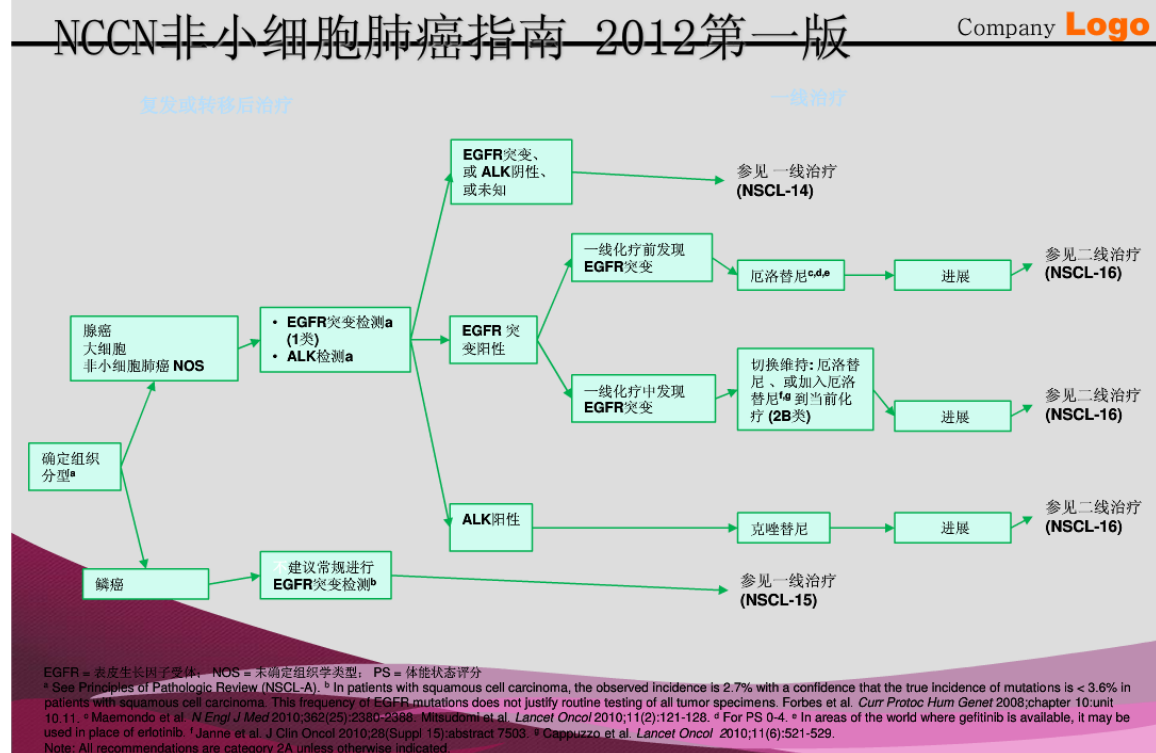 NCCN非小细胞肺癌指南 2012第一版
Company Logo
复发或转移后治疗
一线治疗
EGFR突变、
或 ALK阴性、
或未知
参见 一线治疗
(NSCL-14)
一线化疗前发现
EGFR突变
厄洛替尼c,d,e
进展
参见二线治疗
(NSCL-16)
腺癌
大细胞
非小细胞肺癌 NOS
• EGFR突变检测a
(1类)
• ALK检测a
EGFR 突
变阳性
一线化疗中发现
EGFR突变
切换维持: 厄洛替
尼 、或加入厄洛
替尼f,g 到当前化
疗 (2B类)
进展
参见二线治疗
(NSCL-16)
确定组织
分型a
ALK阳性
克唑替尼
进展
参见二线治疗
(NSCL-16)
鳞癌
不建议常规进行
EGFR突变检测b
参见一线治疗
(NSCL-15)
EGFR = 表皮生长因子受体; NOS = 未确定组织学类型; PS = 体能状态评分
a See Principles of Pathologic Review (NSCL-A). b In patients with squamous cell carcinoma, the observed incidence is 2.7% with a confidence that the true incidence of mutations is < 3.6% in
patients with squamous cell carcinoma. This frequency of EGFR mutations does not justify routine testing of all tumor specimens. Forbes et al. Curr Protoc Hum Genet 2008;chapter 10:unit
10.11. c Maemondo et al. N Engl J Med 2010;362(25):2380-2388. Mitsudomi et al. Lancet Oncol 2010;11(2):121-128. d For PS 0-4. e In areas of the world where gefitinib is available, it may be
used in place of erlotinib. f Janne et al. J Clin Oncol 2010;28(Suppl 15):abstract 7503. g Cappuzzo et al. Lancet Oncol 2010;11(6):521-529.
Note: All recommendations are category 2A unless otherwise indicated.